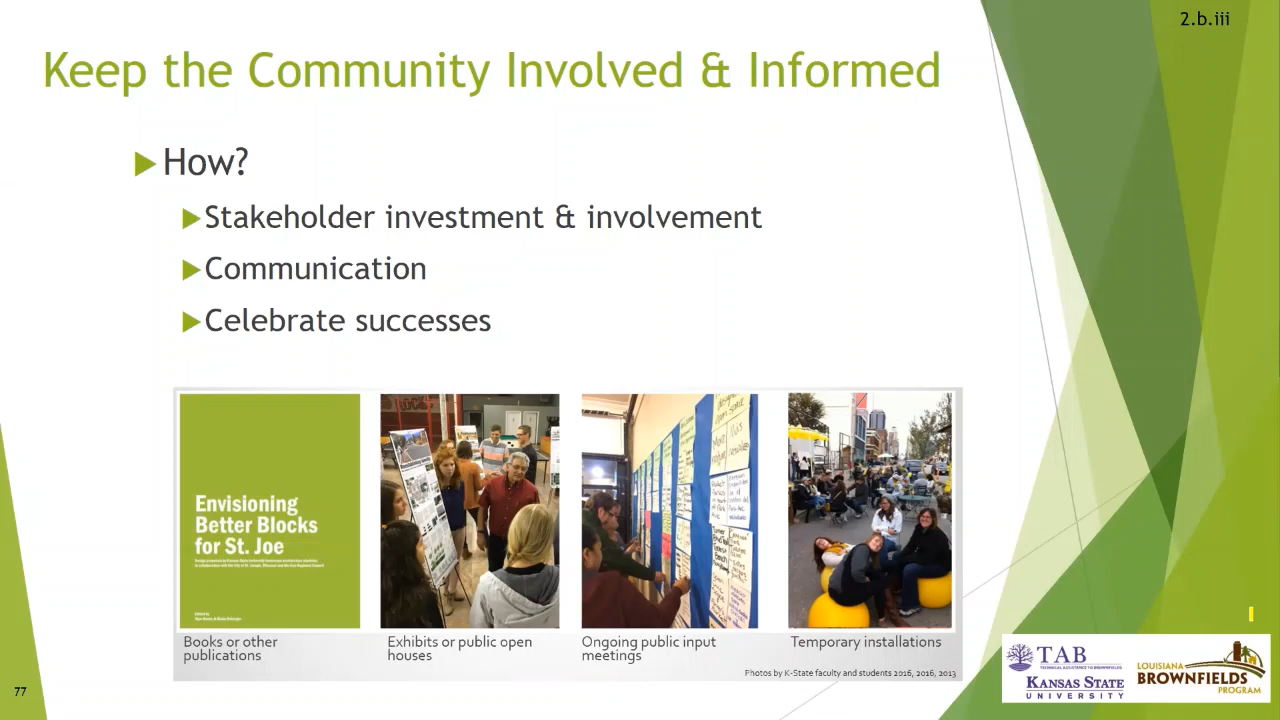 2.b.iii
Keep the Community Involved & Informed
How?
Stakeholder investment & involvement
Communication
Celebrate successes
Envisioning
Better Blocks
for St. Joe
Books or other
publications
Exhibits or public open
houses
Ongoing public input
meetings
Temporary installations
Photos by K-State faculty and students 2016, 2016, 2013
77
TAB
TECHNICAL ASSISTANCE TO BROWNFIELDS
KANSAS STATE
UNIVERSITY
LOUISIANA
BROWNFIELDS
PROGRAM